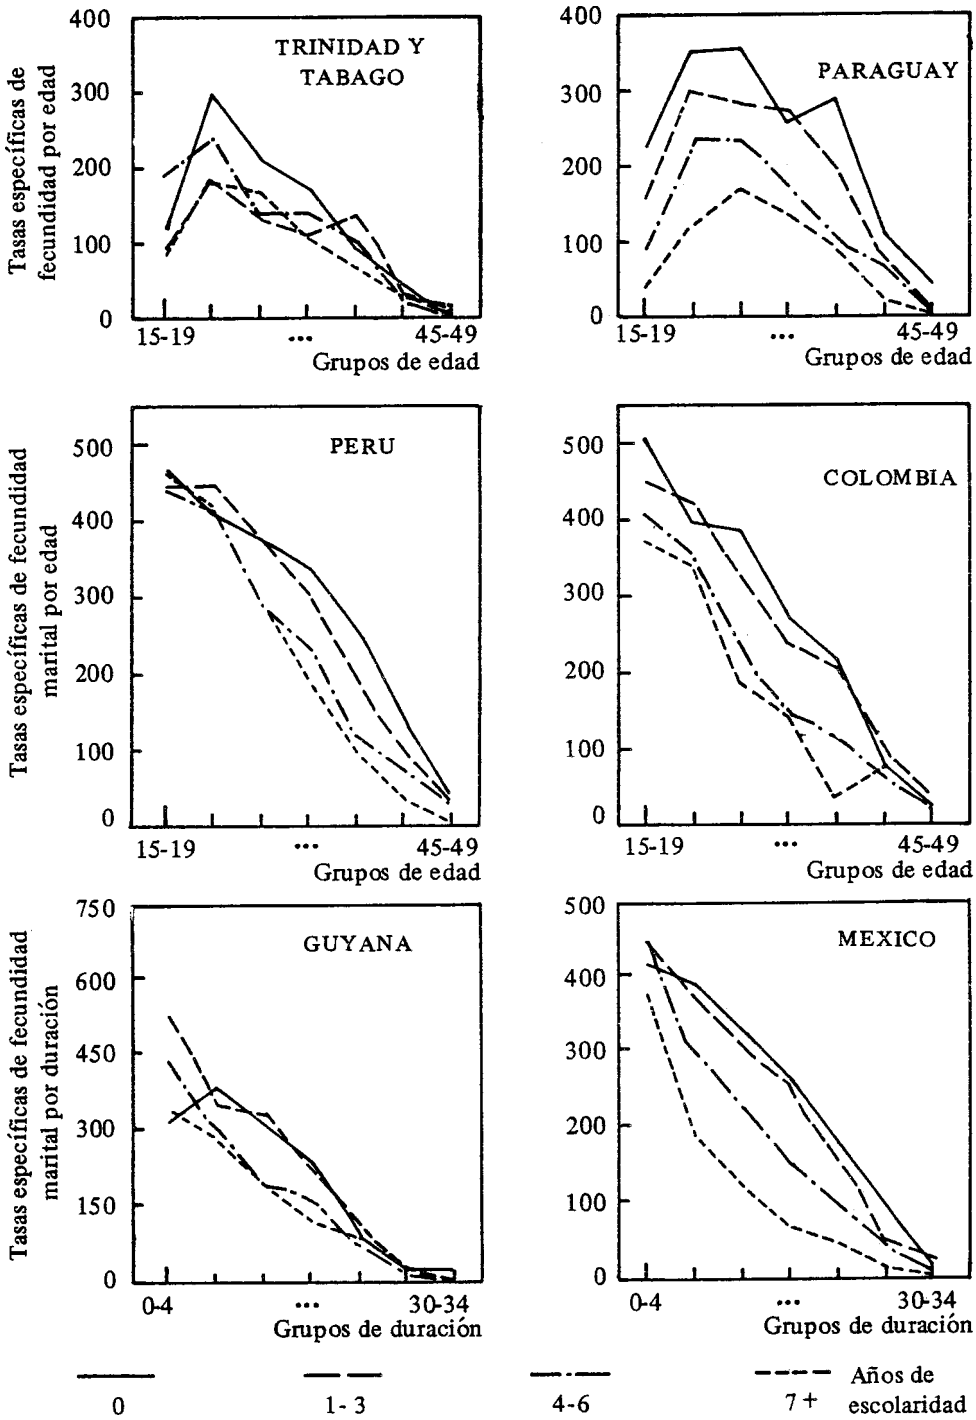 Tasas específicas de
fecundidad por edad
400
300
200
100
0
TRINIDAD Y
TABAGO
15-19
...
45-49
Grupos de edad
400
300
200
100
0
PARAGUAY
15-19
...
45-49
Grupos de edad
Tasas específicas de fecundidad
marital por edad
500
400
300
200
100
0
PERU
15-19
...
45-49
Grupos de edad
500
400
300
200
100
0
COLOMBIA
15-19
...
45-49
Grupos de edad
Tasas específicas de fecundidad
marital por duración
750
600
450
300
150
0
GUYANA
0-4
...
30-34
Grupos de duración
500
400
300
200
100
0
MEXICO
0-4
...
30-34
Grupos de duración
0
1-3
4-6
7+
Años de
escolaridad